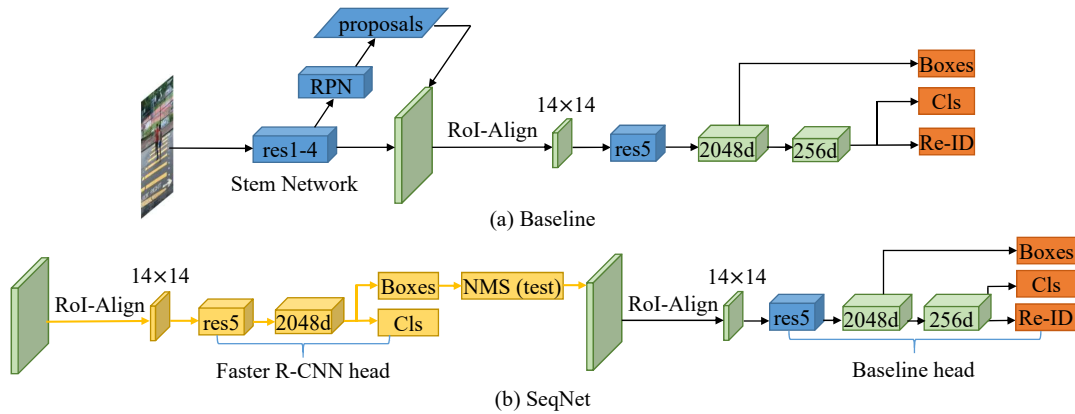 proposals
RPN
Boxes
14×14
Cls
RoI-Align
res1-4
res5
2048d
256d
Re-ID
Stem Network
(a) Baseline
Boxes
14×14
Boxes
NMS (test)
14×14
Cls
RoI-Align
RoI-Align
res5
2048d
Cls
res5
2048d
256d
Re-ID
Faster R-CNN head
Baseline head
(b) SeqNet